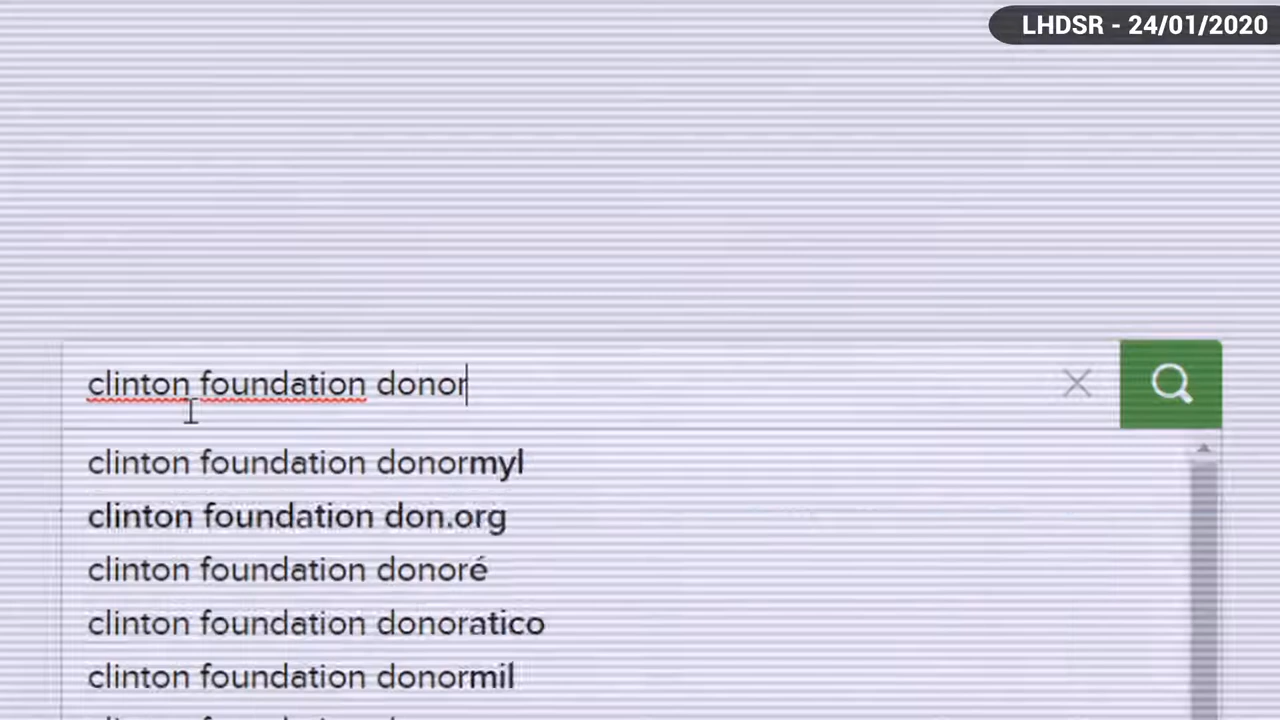 LHDSR - 24/01/2020
clinton foundation donor
clinton foundation donormyl
clinton foundation don.org
clinton foundation donoré
clinton foundation donoratico
clinton foundation donormil